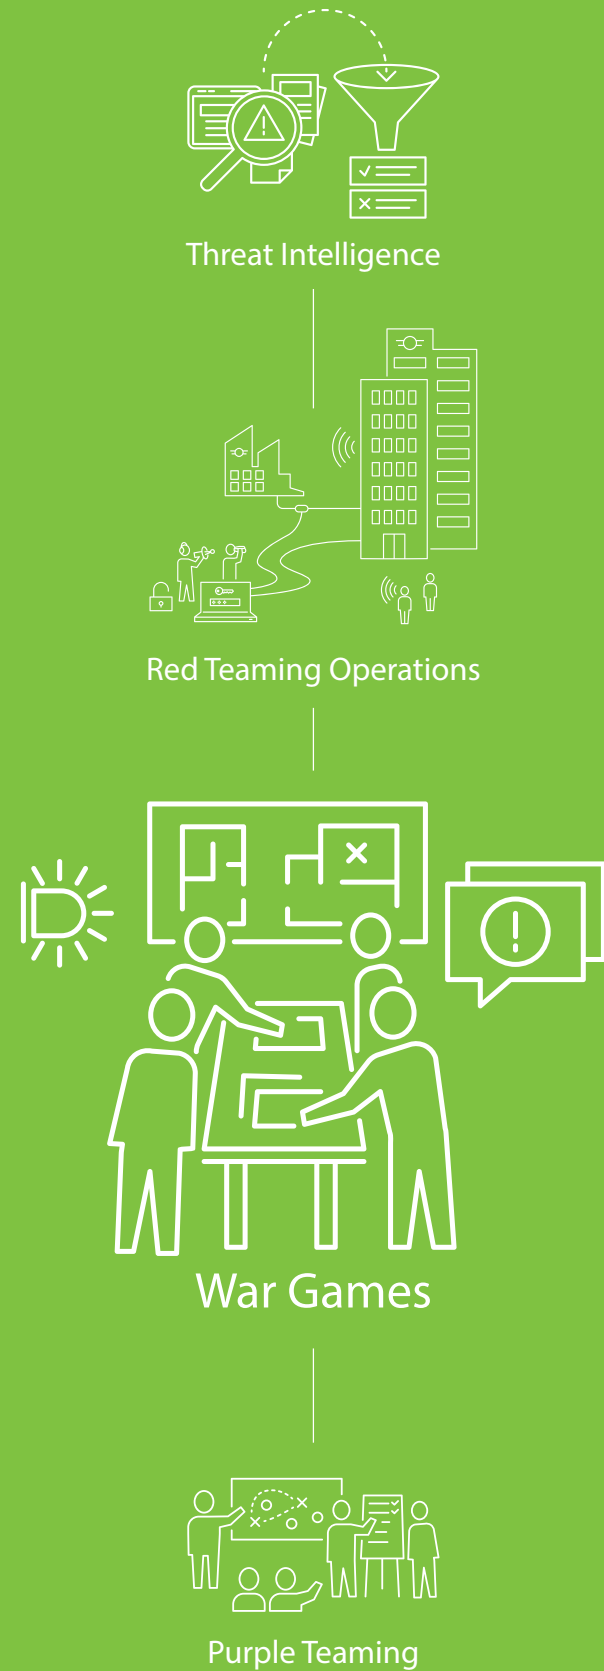 Threat Intelligence
Red Teaming Operations
War Games
Purple Teaming